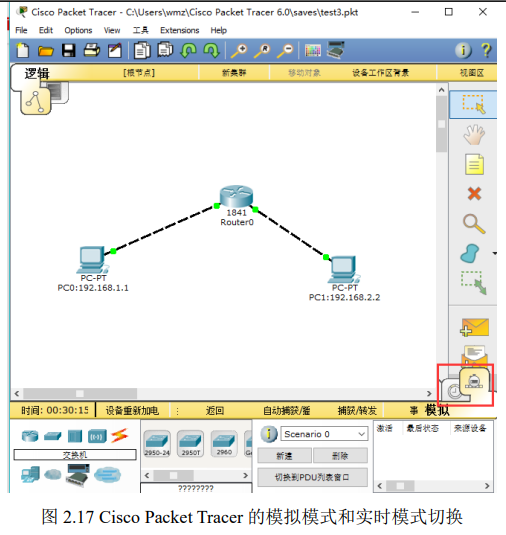 Cisco Packet Tracer - C:\Users\wmz\Cisco Packet Tracer 6.0\saves\test3.pkt
File Edit Options View 工具 Extensions Help
逻辑 [根节点] 新集群 移动对象 设备工作区背景 视图区
1841
Router0
PC-PT
PC0:192.168.1.1
PC-PT
PC1:192.168.2.2
时间: 00:30:15 设备重新加电 返回 自动捕获/播 捕获/转发 事 模拟
交换机
2950-24 2950T 2960
????????
Scenario 0
新建 删除
切换到PDU列表窗口
激活 最后状态 来源设备
图 2.17 Cisco Packet Tracer 的模拟模式和实时模式切换